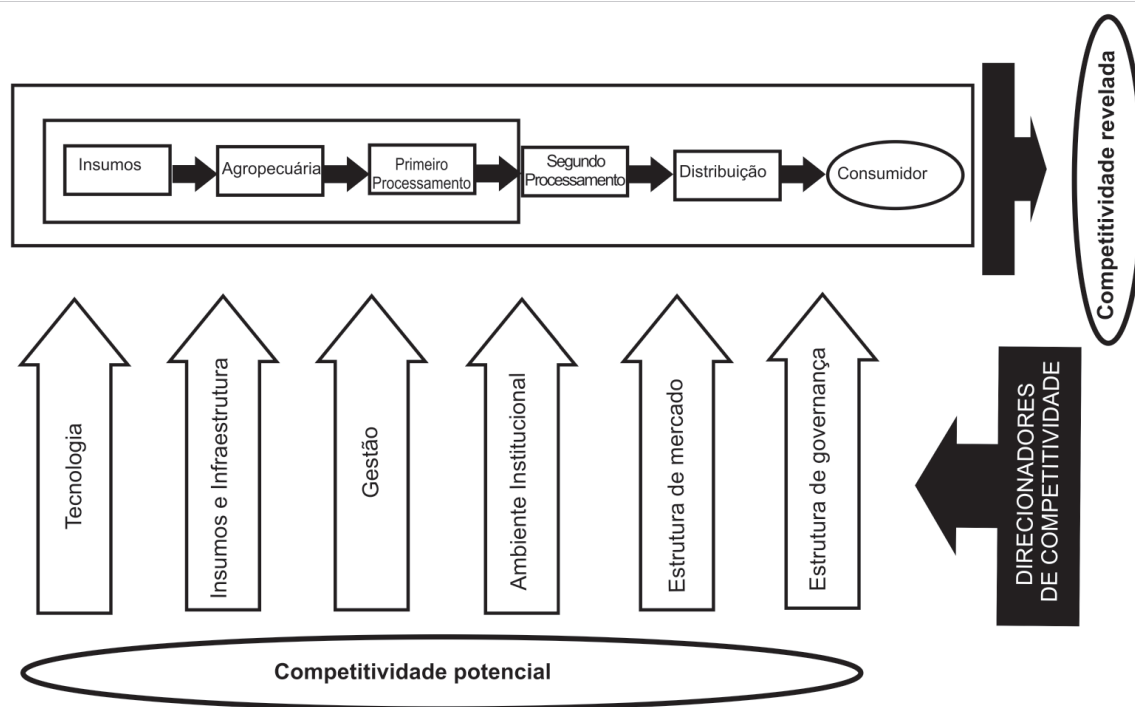 Insumos
Agropecuária
Primeiro
Processamento
Segundo
Processamento
Distribuição
Consumidor
Competitividade revelada
Tecnologia
Insumos e Infraestrutura
Gestão
Ambiente Institucional
Estrutura de mercado
Estrutura de governança
DIRECIONADORES
DE COMPETITIVIDADE
Competitividade potencial